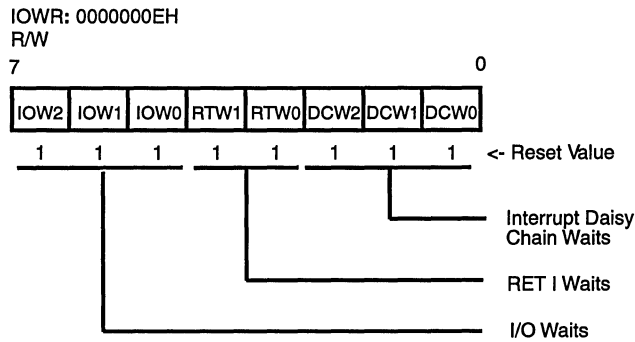 IOWR: 0000000EH
R/W
7 0
IOW2 IOW1 IOW0 RTW1 RTW0 DCW2 DCW1 DCW0
1 1 1 1 1 1 1 1 <- Reset Value
Interrupt Daisy
Chain Waits
RET I Waits
I/O Waits